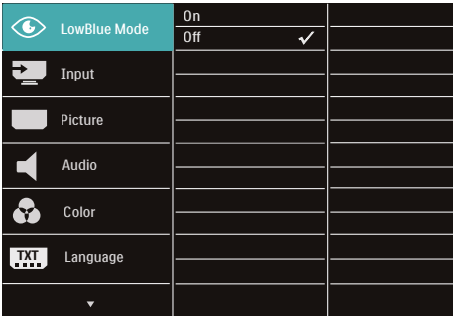 LowBlue Mode
On
Off
Input
Picture
Audio
Color
TXT
Language